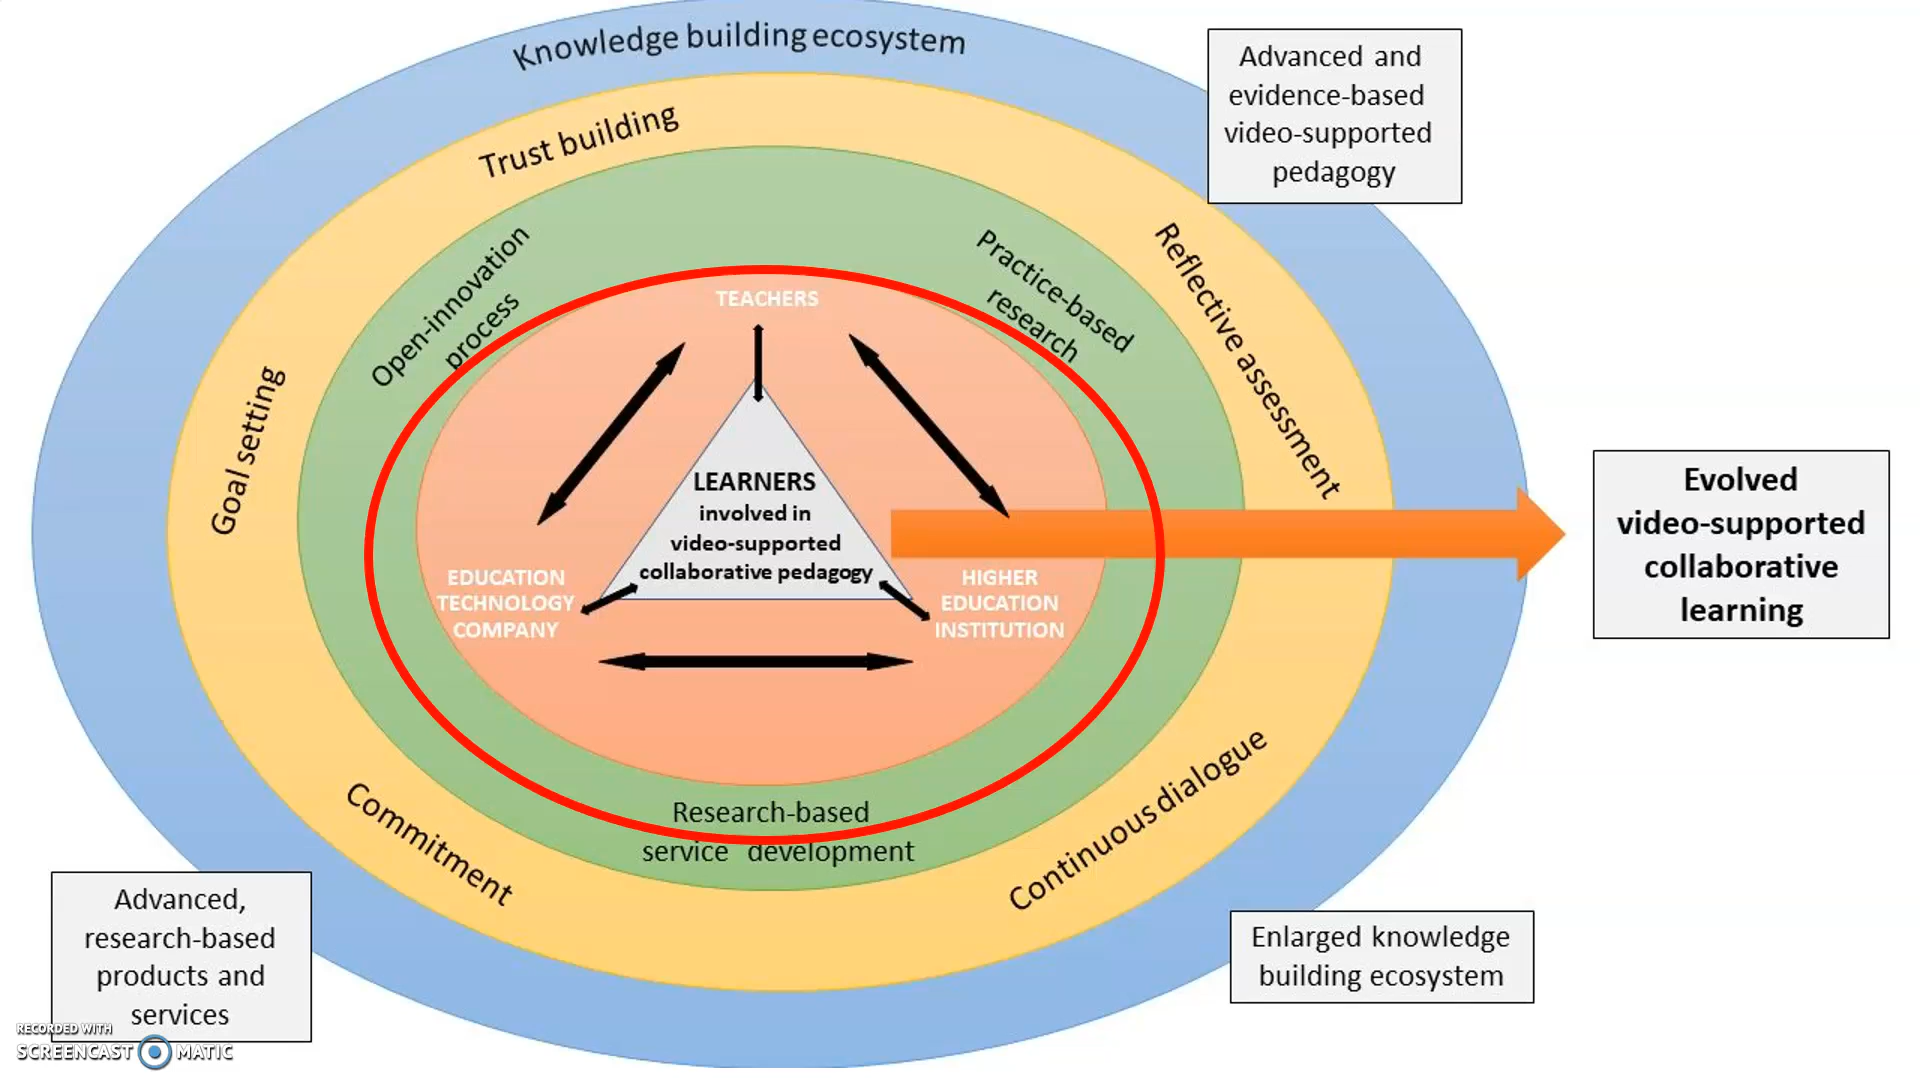 Knowledge building ecosystem
Advanced and
evidence-based
video-supported
pedagogy
Trust building
Open-innovation
process
Practice-based
research
Reflective assessment
Goal setting
TEACHERS
LEARNERS
involved in
video-supported
collaborative pedagogy
EDUCATION
TECHNOLOGY
COMPANY
HIGHER
EDUCATION
INSTITUTION
Evolved
video-supported
collaborative
learning
Research-based
service development
Commitment
Continuous dialogue
Advanced,
research-based
products and
services
Enlarged knowledge
building ecosystem
RECORDED WITH
SCREENCAST MATIC